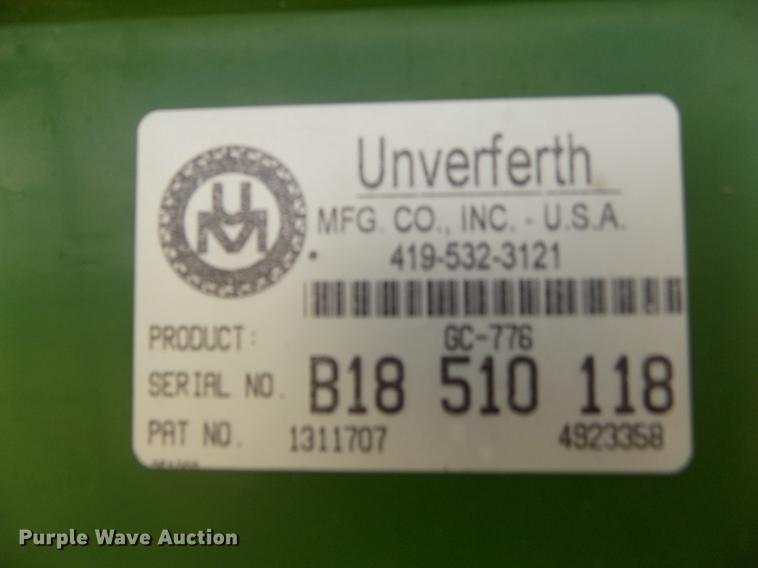 UM
Unverferth
MFG. CO., INC. - U.S.A.
419-532-3121
PRODUCT: GC-776
SERIAL NO. B18 510 118
PAT NO. 1311707 4923358
Purple Wave Auction